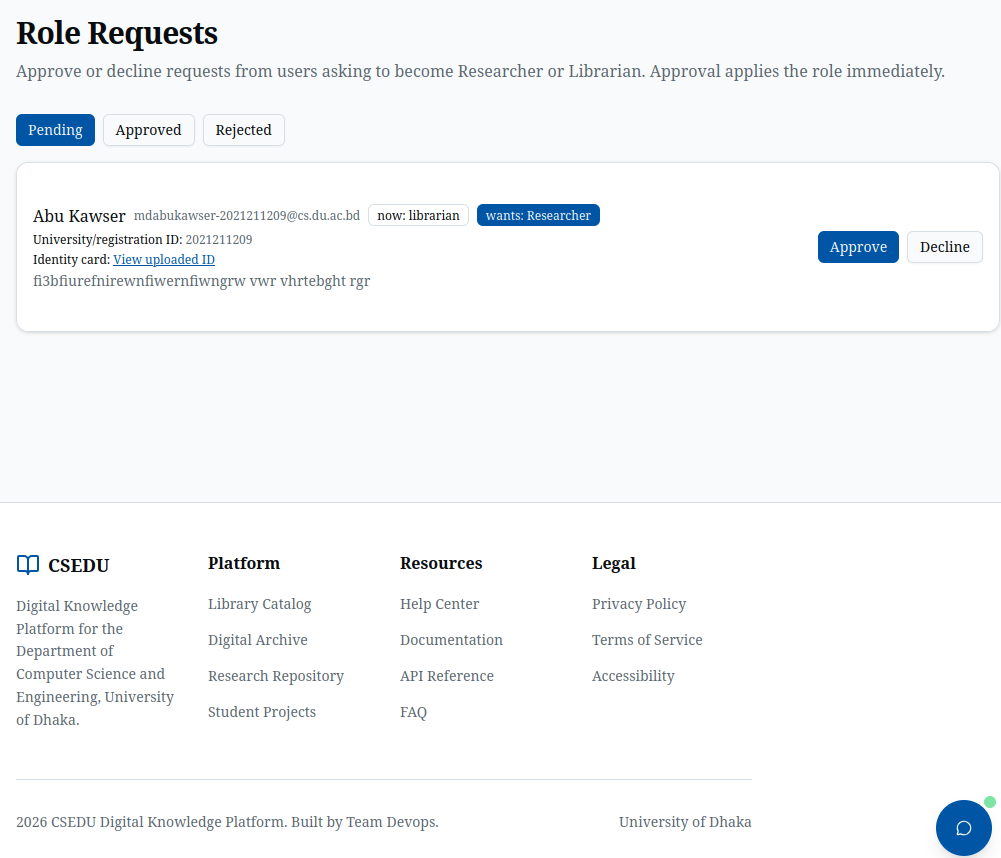 Role Requests
Approve or decline requests from users asking to become Researcher or Librarian. Approval applies the role immediately.
Pending Approved Rejected
Abu Kawser mdabukawser-2021211209@cs.du.ac.bd now: librarian wants: Researcher
University/registration ID: 2021211209
Identity card: View uploaded ID
fi3bfiurefnirewnfiwernfiwngrw vwr vhrtebght rgr
Approve Decline
CSEDU
Digital Knowledge
Platform for the
Department of
Computer Science and
Engineering, University
of Dhaka.
Platform
Library Catalog
Digital Archive
Research Repository
Student Projects
Resources
Help Center
Documentation
API Reference
FAQ
Legal
Privacy Policy
Terms of Service
Accessibility
2026 CSEDU Digital Knowledge Platform. Built by Team Devops.
University of Dhaka